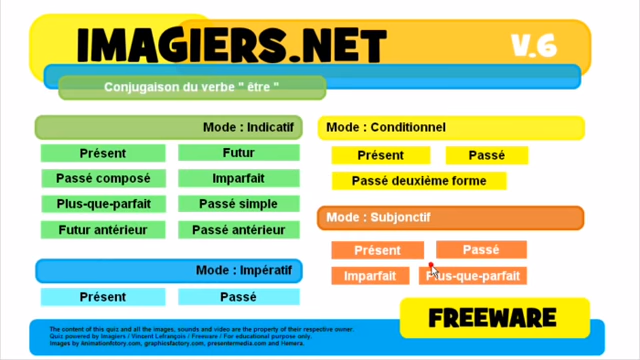 IMAGIERS.NET
V.6
Conjugaison du verbe " être "
Mode : Indicatif
Présent
Futur
Passé composé
Imparfait
Plus-que-parfait
Passé simple
Futur antérieur
Passé antérieur
Mode : Impératif
Présent
Passé
Mode : Conditionnel
Présent
Passé
Passé deuxième forme
Mode : Subjonctif
Présent
Passé
Imparfait
Plus-que-parfait
FREEWARE
The content of this quiz and all the images, sounds and video are the property of their respective owner.
Quiz powered by Imagiers / Vincent Lefrançois / Freeware / For educational purpose only.
Images by Animationfstory.com, graphicsfactory.com, presentermedia.com and Hemera.